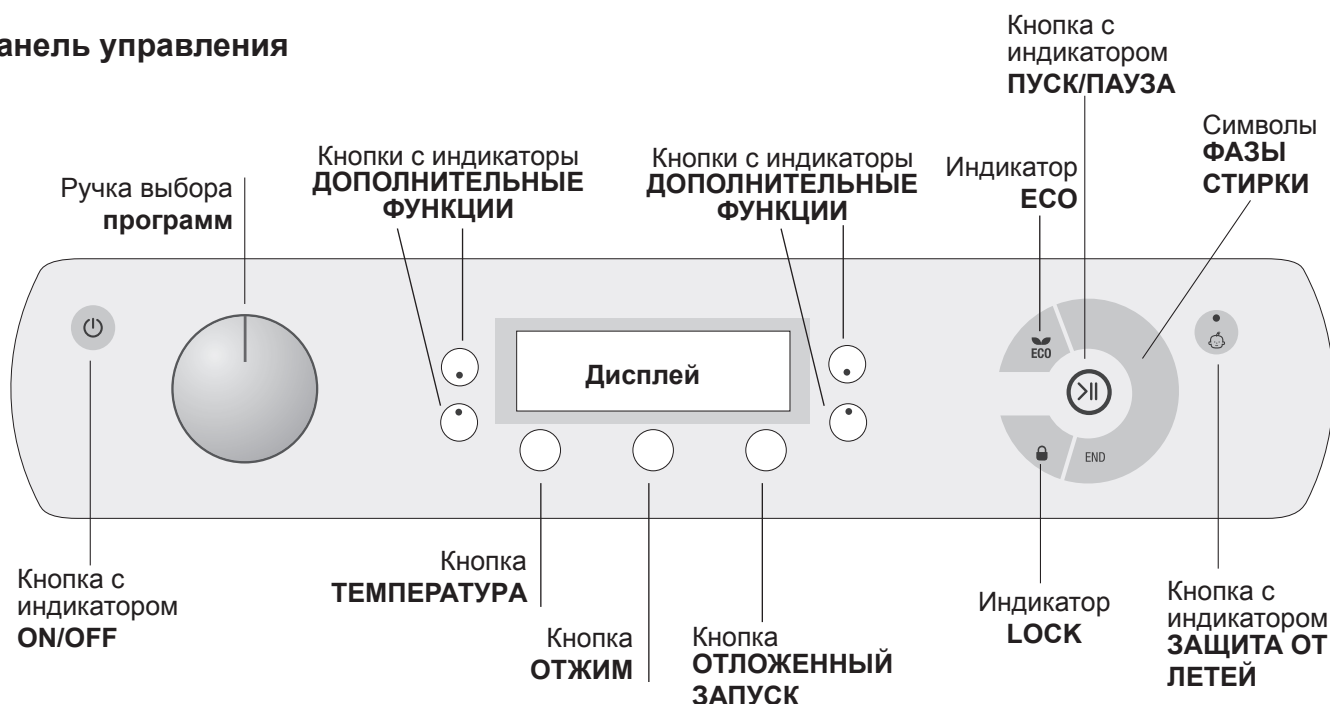 анель управления
Кнопка с
индикатором
ПУСК/ПАУЗА
Символы
ФАЗЫ
СТИРКИ
Кнопки с индикаторы
ДОПОЛНИТЕЛЬНЫЕ
ФУНКЦИИ
Кнопки с индикаторы
ДОПОЛНИТЕЛЬНЫЕ
ФУНКЦИИ
Индикатор
ECO
Ручка выбора
программ
Дисплей
ECO
END
Кнопка с
индикатором
ON/OFF
Кнопка
ТЕМПЕРАТУРА
Кнопка
ОТЖИМ
Кнопка
ОТЛОЖЕННЫЙ
ЗАПУСК
Индикатор
LOCK
Кнопка с
индикатором
ЗАЩИТА ОТ
ЛЕТЕЙ